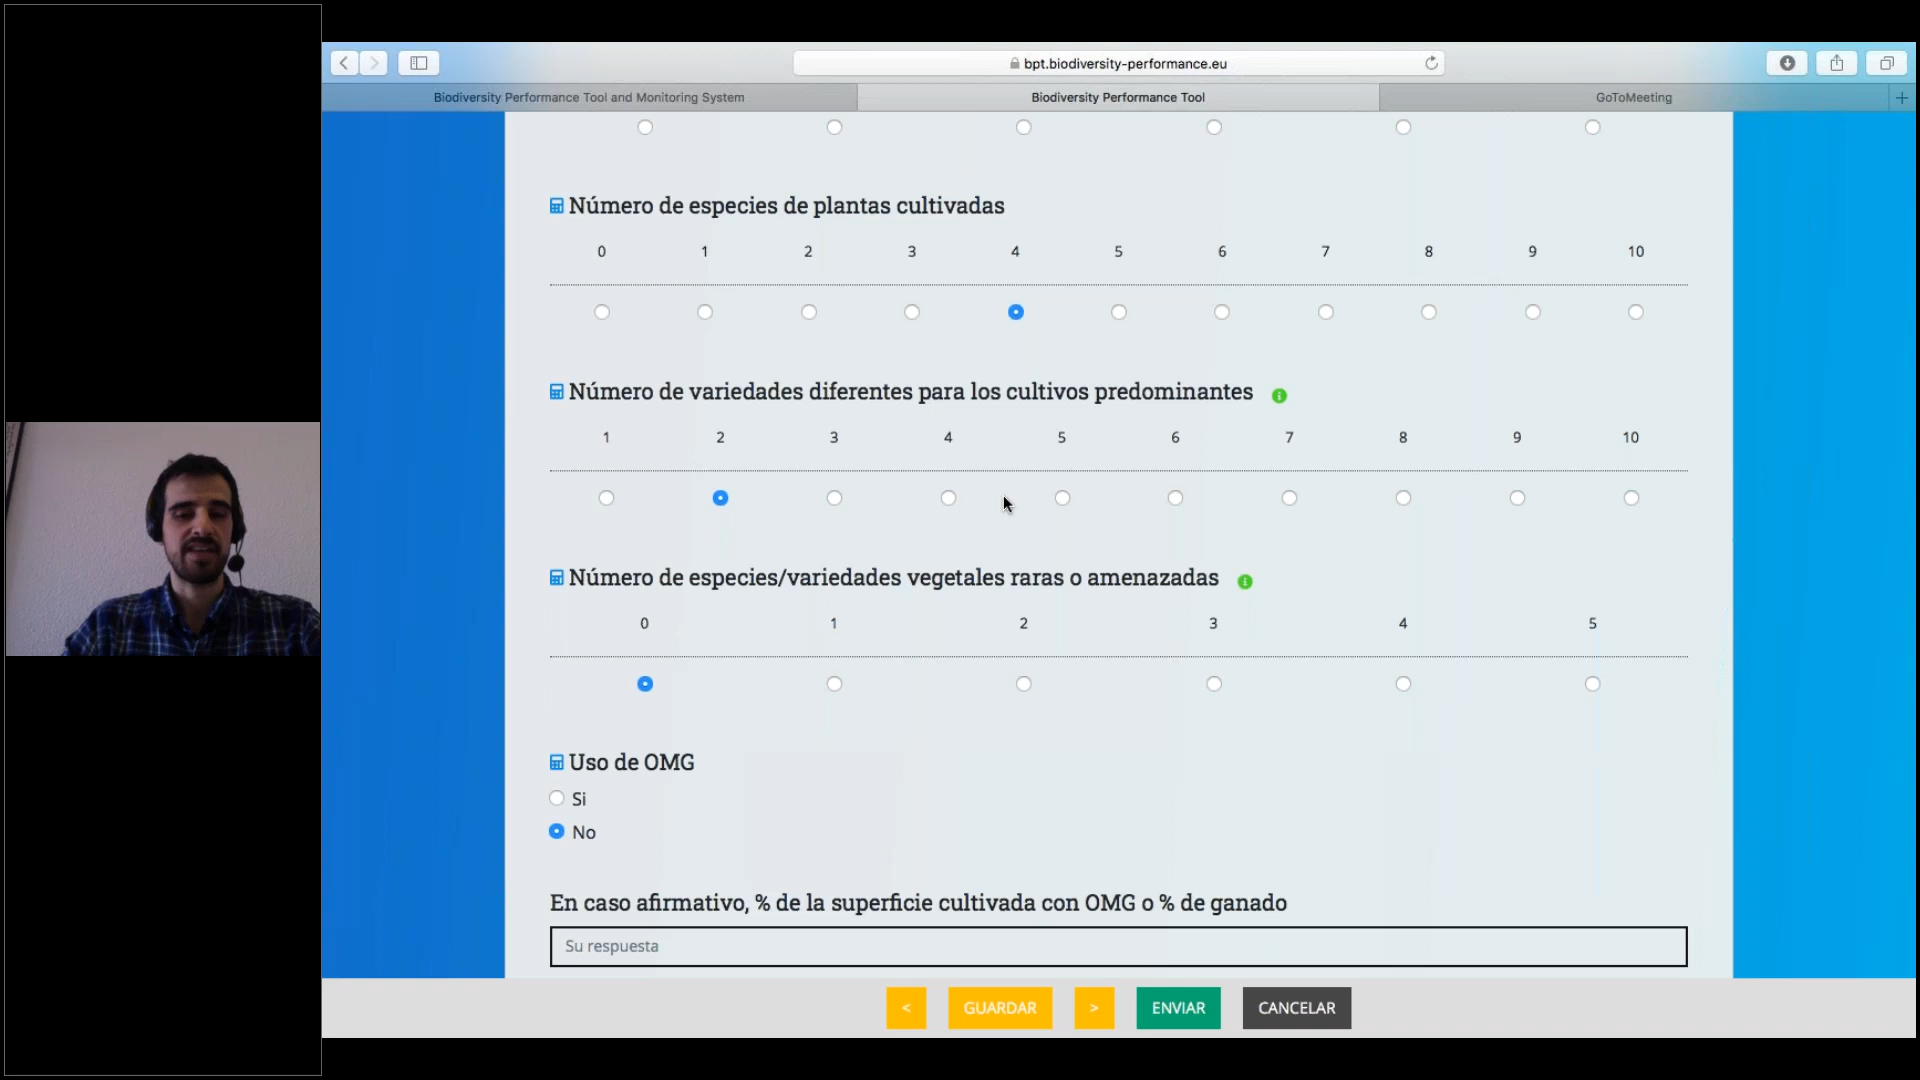 bpt.biodiversity-performance.eu
Biodiversity Performance Tool and Monitoring System
Biodiversity Performance Tool
GoToMeeting
Número de especies de plantas cultivadas
0 1 2 3 4 5 6 7 8 9 10
Número de variedades diferentes para los cultivos predominantes
1 2 3 4 5 6 7 8 9 10
Número de especies/variedades vegetales raras o amenazadas
0 1 2 3 4 5
Uso de OMG
Si
No
En caso afirmativo, % de la superficie cultivada con OMG o % de ganado
Su respuesta
< GUARDAR > ENVIAR CANCELAR